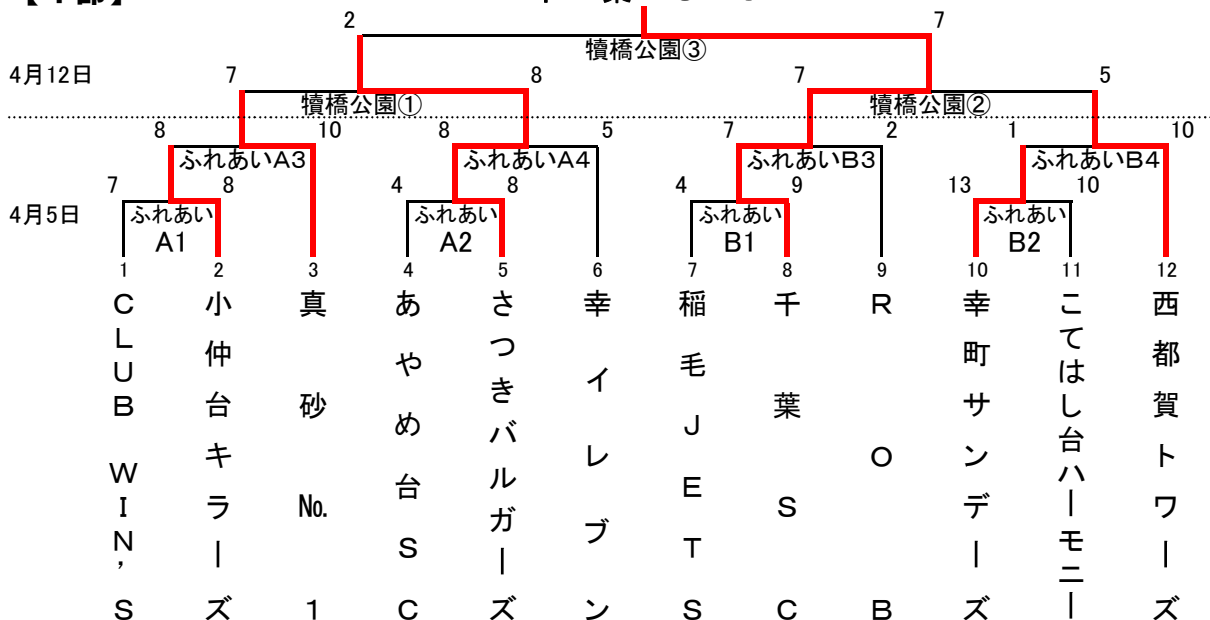 2 7
犢橋公園③
4月12日 7 8 7 5
犢橋公園① 犢橋公園②
8 10 8 5 7 2 1 10
ふれあいA3 ふれあいA4 ふれあいB3 ふれあいB4
7 8 4 8 4 9 13 10
4月5日 ふれあい ふれあい ふれあい ふれあい
A1 A2 B1 B2
1 2 3 4 5 6 7 8 9 10 11 12
CLUB WIN'S
小仲台キラーズ
真砂№1
あやめ台SC
さつきバルガーズ
幸イレブン
稲毛JETS
千葉SC
ROB
幸町サンデーズ
こてはし台ハーモニー
西都賀トワーズ